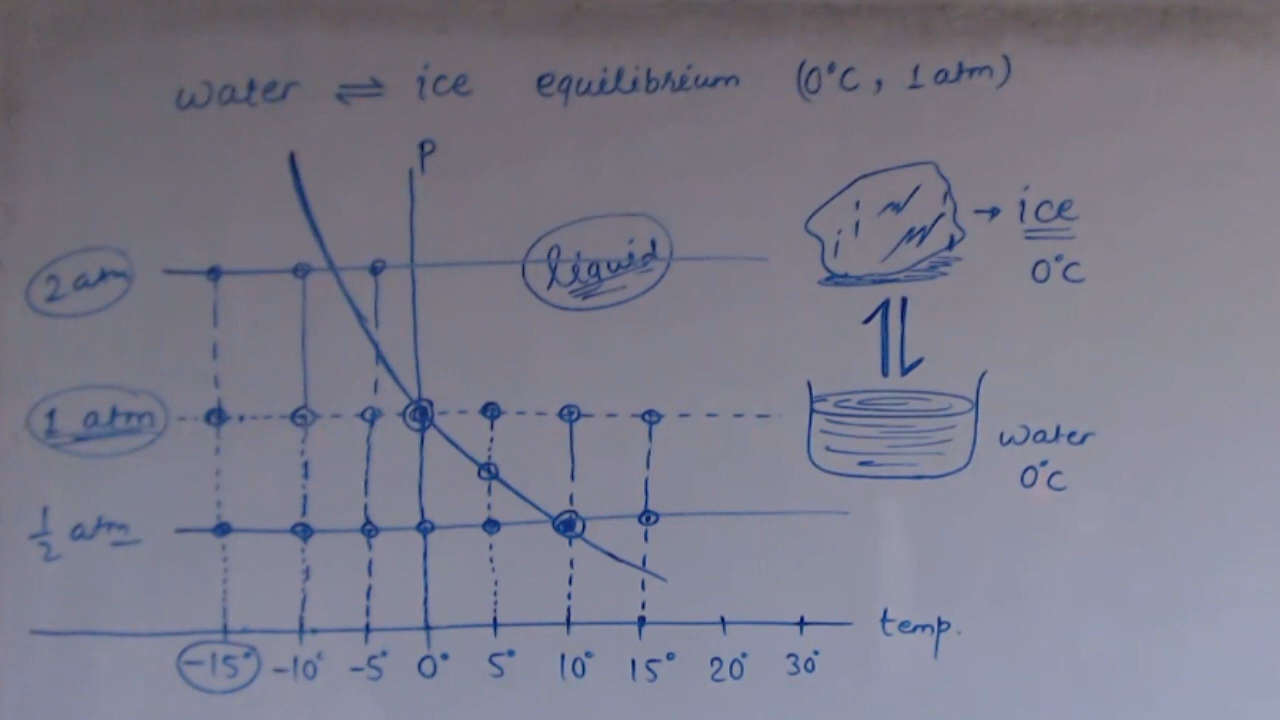 water ⇌ ice equilibrium (0°C, 1 atm)
P
2 atm
liquid
→ ice
0°C
1 atm
water
0°C
1/2 atm
temp.
-15° -10° -5° 0° 5° 10° 15° 20° 30°